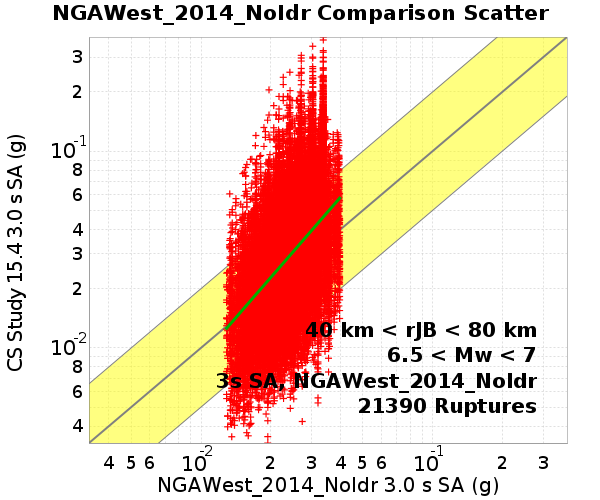 NGAWest_2014_NoIdr Comparison Scatter
CS Study 15.4 3.0 s SA (g)
3
2
10-1
8
6
4
3
2
10-2
8
6
4
40 km < rJB < 80 km
6.5 < Mw < 7
3s SA, NGAWest_2014_NoIdr
21390 Ruptures
4 5 6 10-2 2 3 4 5 6 10-1 2 3
NGAWest_2014_NoIdr 3.0 s SA (g)